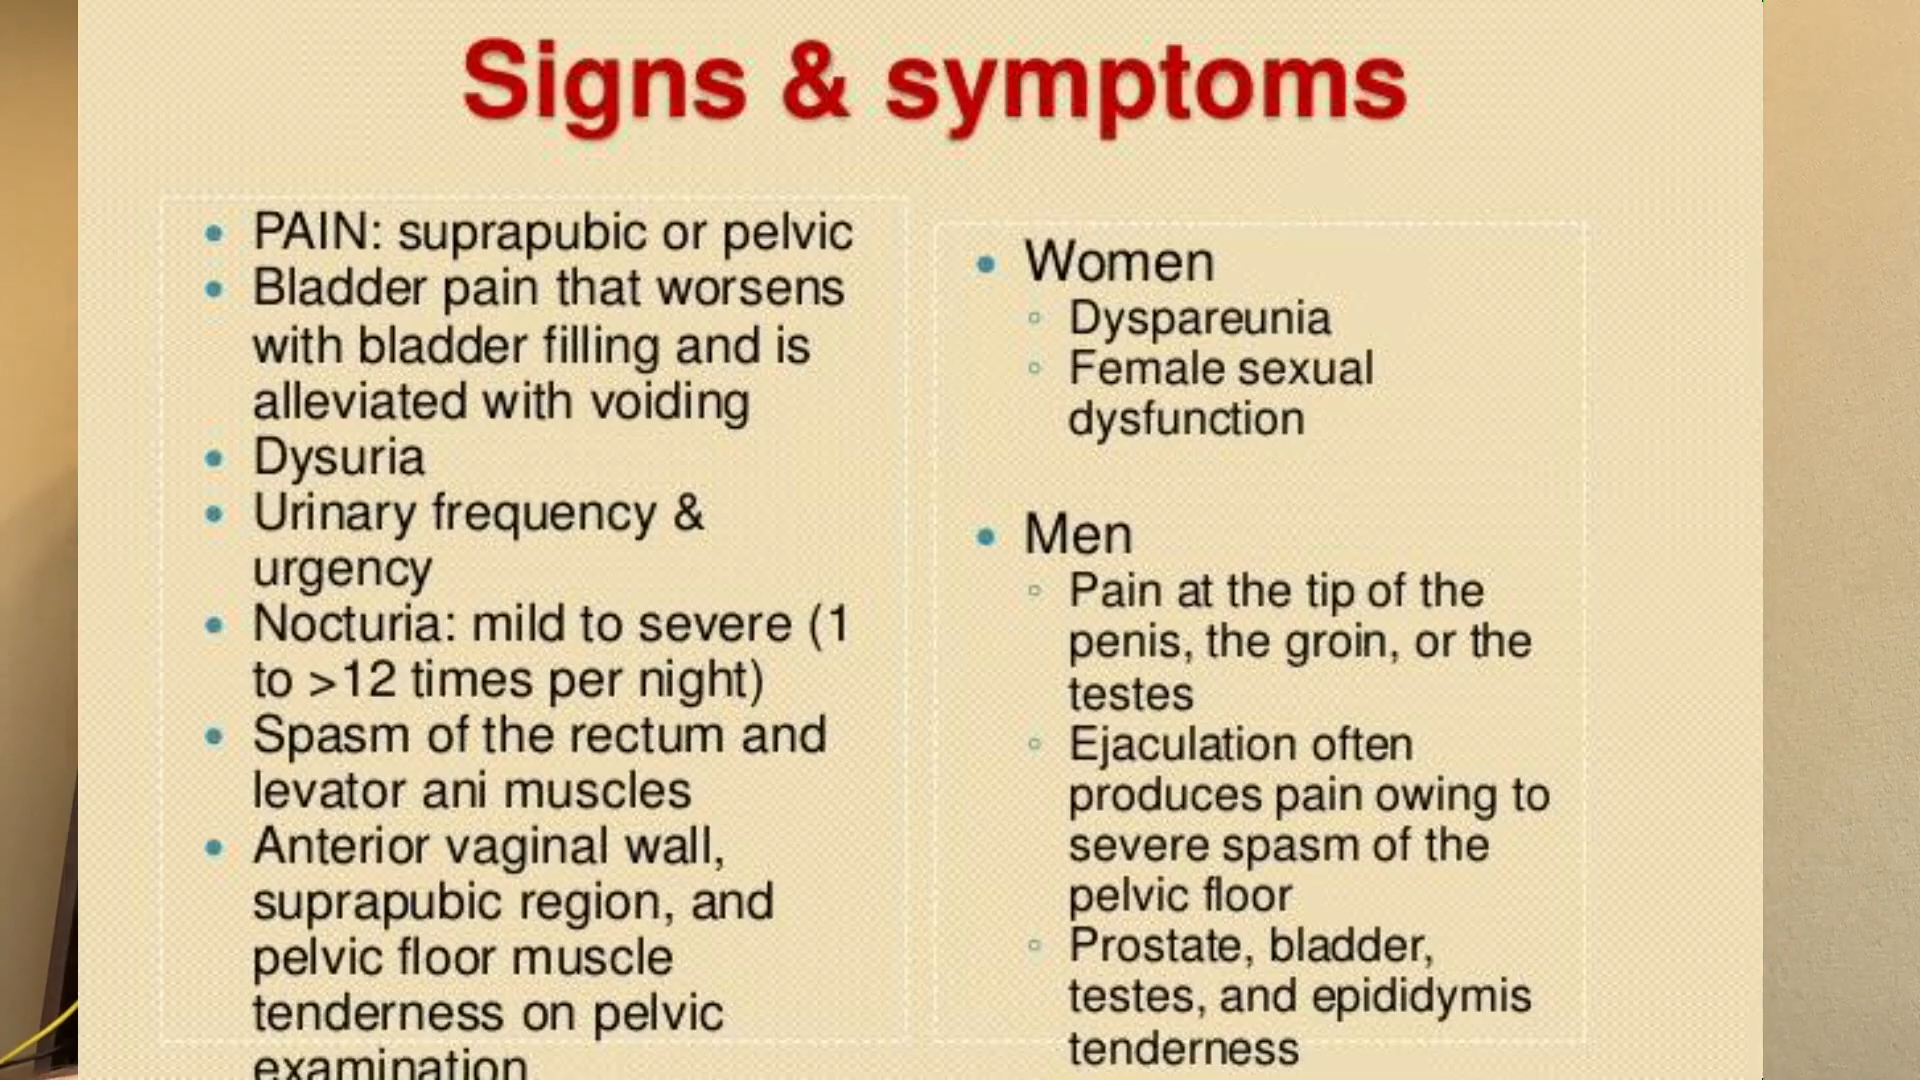 Signs & symptoms
PAIN: suprapubic or pelvic
Bladder pain that worsens
with bladder filling and is
alleviated with voiding
Dysuria
Urinary frequency &
urgency
Nocturia: mild to severe (1
to >12 times per night)
Spasm of the rectum and
levator ani muscles
Anterior vaginal wall,
suprapubic region, and
pelvic floor muscle
tenderness on pelvic
examination
Women
Dyspareunia
Female sexual
dysfunction
Men
Pain at the tip of the
penis, the groin, or the
testes
Ejaculation often
produces pain owing to
severe spasm of the
pelvic floor
Prostate, bladder,
testes, and epididymis
tenderness